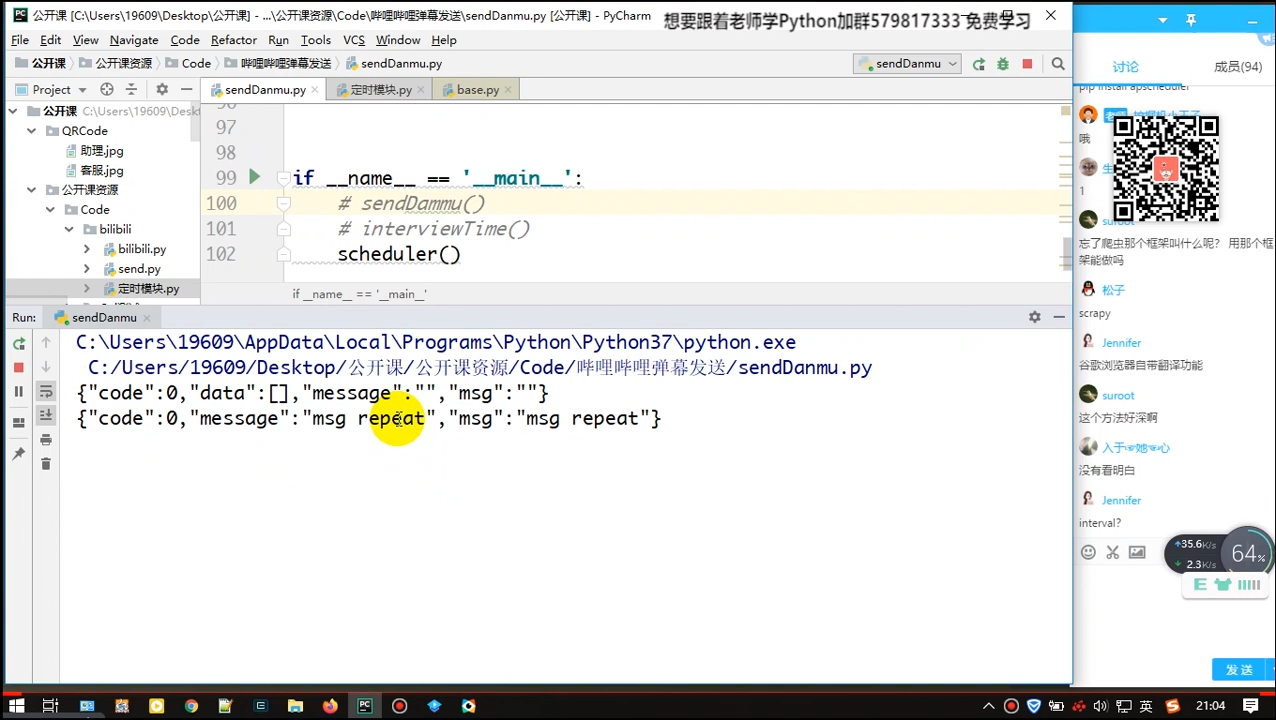 公开课 [C:\Users\19609\Desktop\公开课] - ...\公开课资源\Code\哔哩哔哩弹幕发送\sendDanmu.py [公开课] - PyCharm
想要跟着老师学Python加群579817333 免费学习
File Edit View Navigate Code Refactor Run Tools VCS Window Help
公开课 公开课资源 Code 哔哩哔哩弹幕发送 sendDanmu.py
sendDanmu
讨论 成员(94)
Project
sendDanmu.py 定时模块.py base.py
公开课 C:\Users\19609\Deskt
QRCode
助理.jpg
客服.jpg
公开课资源
Code
bilibili
bilibili.py
send.py
定时模块.py
96
97
98
99 if __name__ == '__main__':
100 # sendDammu()
101 # interviewTime()
102 scheduler()
if __name__ == '__main__'
Run: sendDanmu
C:\Users\19609\AppData\Local\Programs\Python\Python37\python.exe
C:/Users/19609/Desktop/公开课/公开课资源/Code/哔哩哔哩弹幕发送/sendDanmu.py
{"code":0,"data":[],"message":"","msg":""}
{"code":0,"message":"msg repeat","msg":"msg repeat"}
pip install apscheduler
哦
1
suroot
忘了爬虫那个框架叫什么呢？ 用那个框
架能做吗
松子
scrapy
Jennifer
谷歌浏览器自带翻译功能
suroot
这个方法好深啊
入于☞她☜心
没有看明白
Jennifer
interval?
35.6K/s
2.3K/s
64%
E
发送
英
21:04